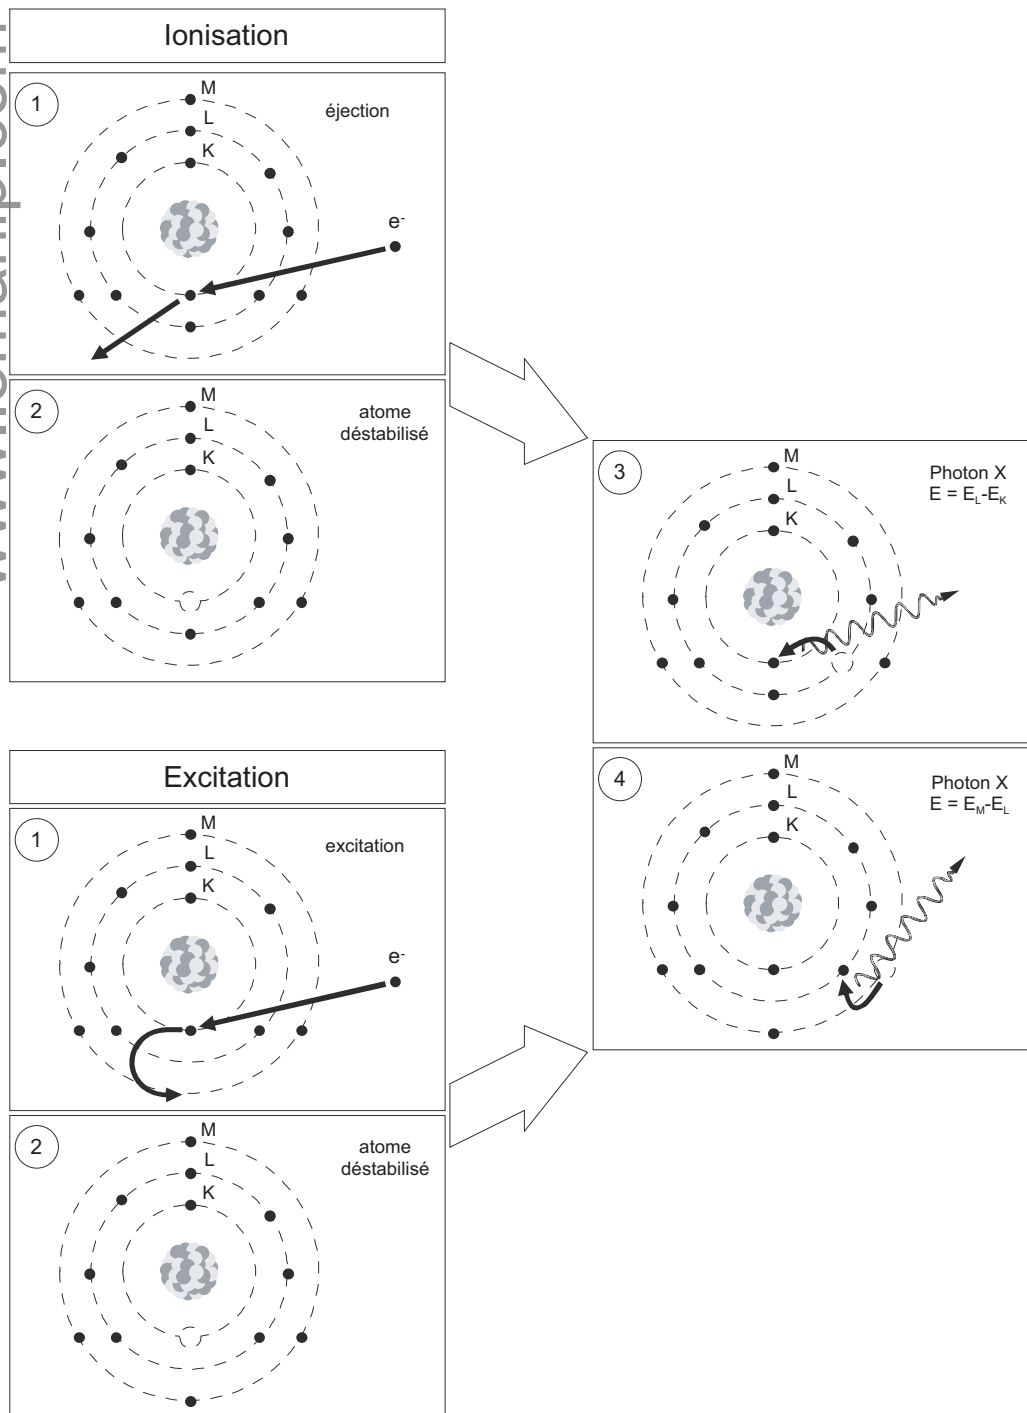 Ionisation
1
M
L
K
éjection
e-
2
M
L
K
atome
déstabilisé
3
M
L
K
Photon X
E = EL-EK
Excitation
1
M
L
K
excitation
e-
4
M
L
K
Photon X
E = EM-EL
2
M
L
K
atome
déstabilisé